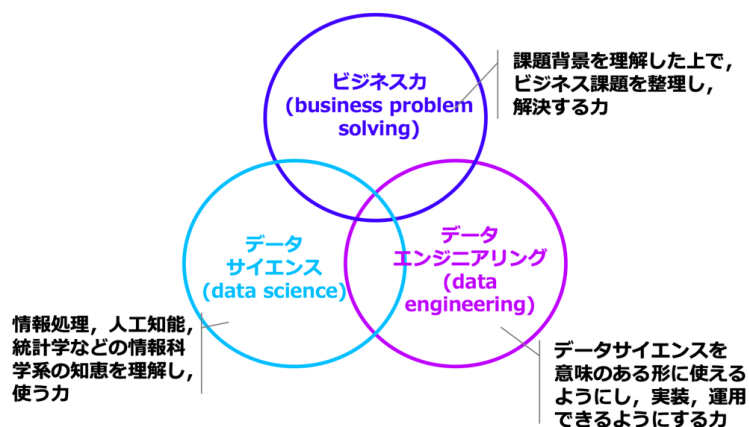 ビジネス力
(business problem
solving)
課題背景を理解した上で，
ビジネス課題を整理し，
解決する力
データ
サイエンス
(data science)
データ
エンジニアリング
(data
engineering)
情報処理，人工知能，
統計学などの情報科
学系の知恵を理解し，
使う力
データサイエンスを
意味のある形に使える
ようにし，実装，運用
できるようにする力